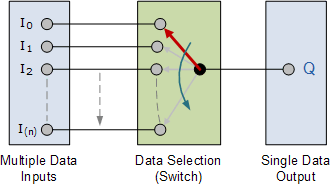 I0
I1
I2
Q
I(n)
Multiple Data
Inputs
Data Selection
(Switch)
Single Data
Output